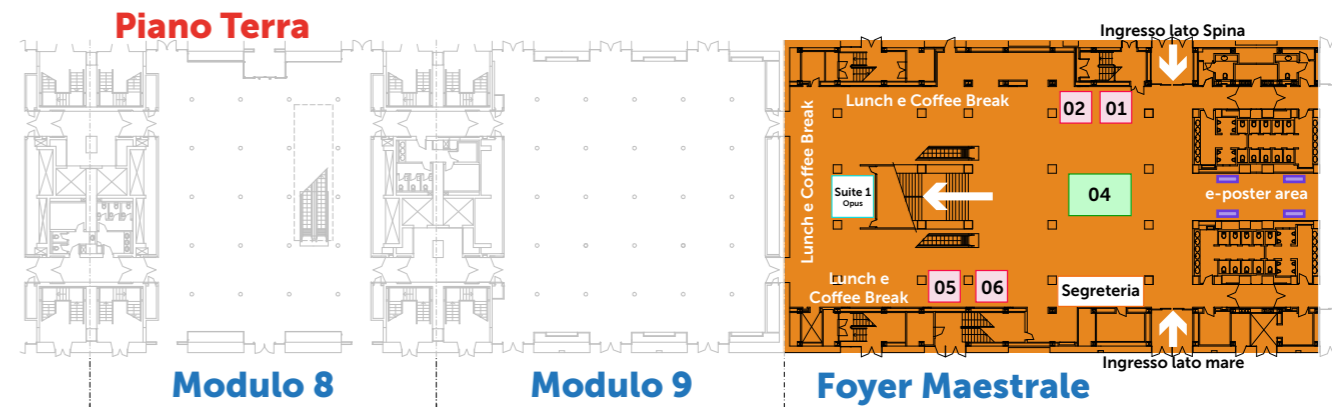 Piano Terra
Ingresso lato Spina
Lunch e Coffee Break
02
01
Lunch e Coffee Break
Suite 1
Opus
04
e-poster area
Lunch e
Coffee Break
05
06
Segreteria
Ingresso lato mare
Modulo 8
Modulo 9
Foyer Maestrale